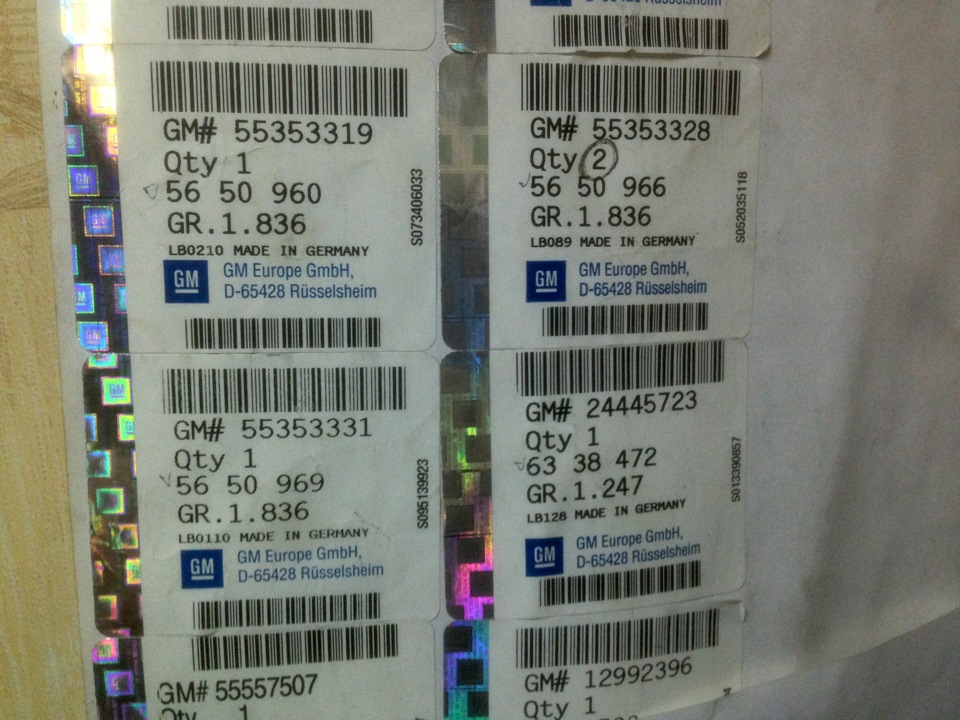 GM# 55353319
Qty 1
56 50 960
GR.1.836
LB0210 MADE IN GERMANY
GM
GM Europe GmbH,
D-65428 Rüsselsheim
S073406033
GM# 55353328
Qty 2
56 50 966
GR.1.836
LB089 MADE IN GERMANY
GM
GM Europe GmbH,
D-65428 Rüsselsheim
S052035118
GM# 55353331
Qty 1
56 50 969
GR.1.836
LB0110 MADE IN GERMANY
GM
GM Europe GmbH,
D-65428 Rüsselsheim
S095139923
GM# 24445723
Qty 1
63 38 472
GR.1.247
LB128 MADE IN GERMANY
GM
GM Europe GmbH,
D-65428 Rüsselsheim
S013390857
GM# 55557507
Qty 1
GM# 12992396
Qty 1